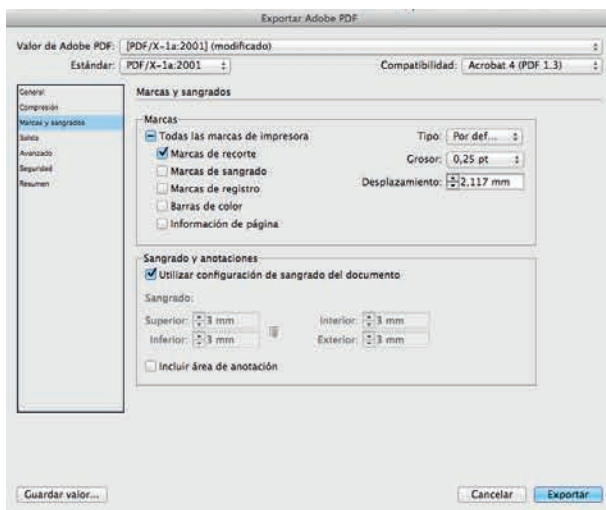 Exportar Adobe PDF
Valor de Adobe PDF: [PDF/X-1a:2001] (modificado)
Estándar: PDF/X-1a:2001 Compatibilidad: Acrobat 4 (PDF 1.3)
General
Compresión
Marcas y sangrados
Salida
Avanzado
Seguridad
Resumen
Marcas y sangrados
Marcas
Todas las marcas de impresora
Marcas de recorte
Marcas de sangrado
Marcas de registro
Barras de color
Información de página
Tipo: Por def...
Grosor: 0,25 pt
Desplazamiento: 2,117 mm
Sangrado y anotaciones
Utilizar configuración de sangrado del documento
Sangrado:
Superior: 3 mm Interior: 3 mm
Inferior: 3 mm Exterior: 3 mm
Incluir área de anotación
Guardar valor... Cancelar Exportar